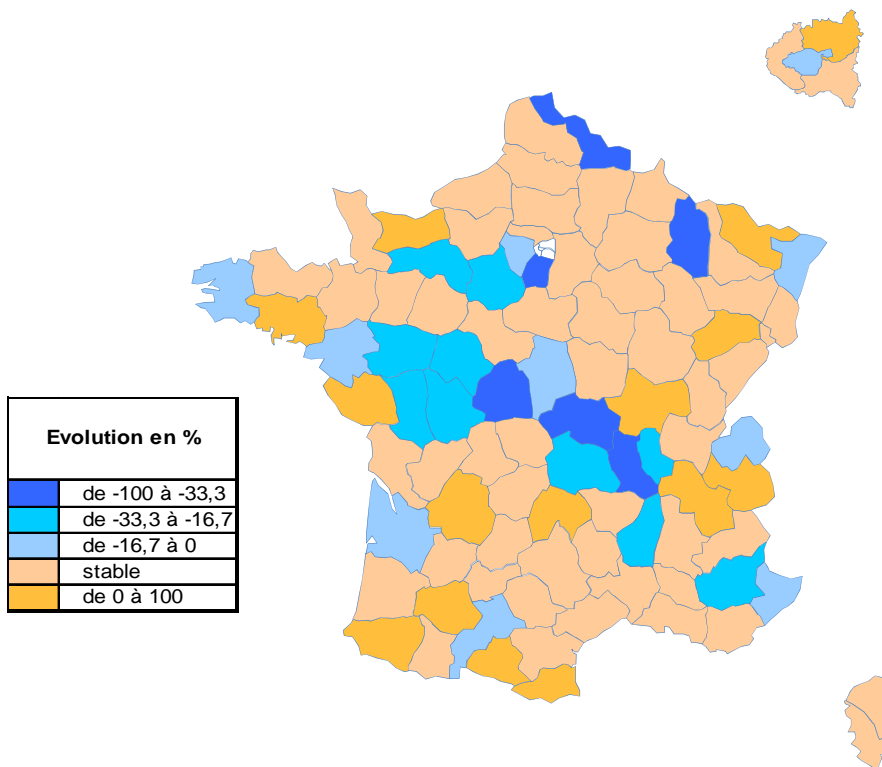 Evolution en %
de -100 à -33,3
de -33,3 à -16,7
de -16,7 à 0
stable
de 0 à 100